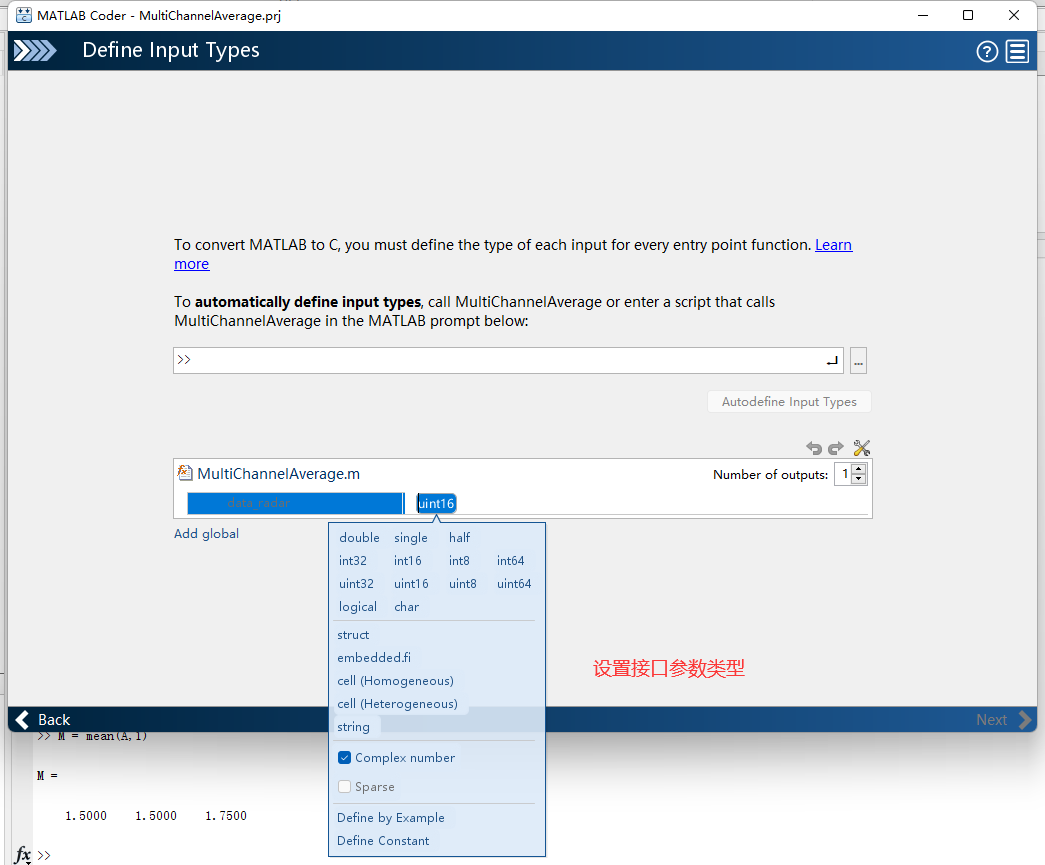 MATLAB Coder - MultiChannelAverage.prj
Define Input Types
To convert MATLAB to C, you must define the type of each input for every entry point function. Learn
more
To automatically define input types, call MultiChannelAverage or enter a script that calls
MultiChannelAverage in the MATLAB prompt below:
>>
...
Autodefine Input Types
MultiChannelAverage.m
Number of outputs: 1
uint16
Add global
double single half
int32 int16 int8 int64
uint32 uint16 uint8 uint64
logical char
struct
embedded.fi
cell (Homogeneous)
cell (Heterogeneous)
string
Complex number
Sparse
Define by Example
Define Constant
设置接口参数类型
Back
Next
>> M = mean(A,1)
M =
1.5000 1.5000 1.7500
fx >>